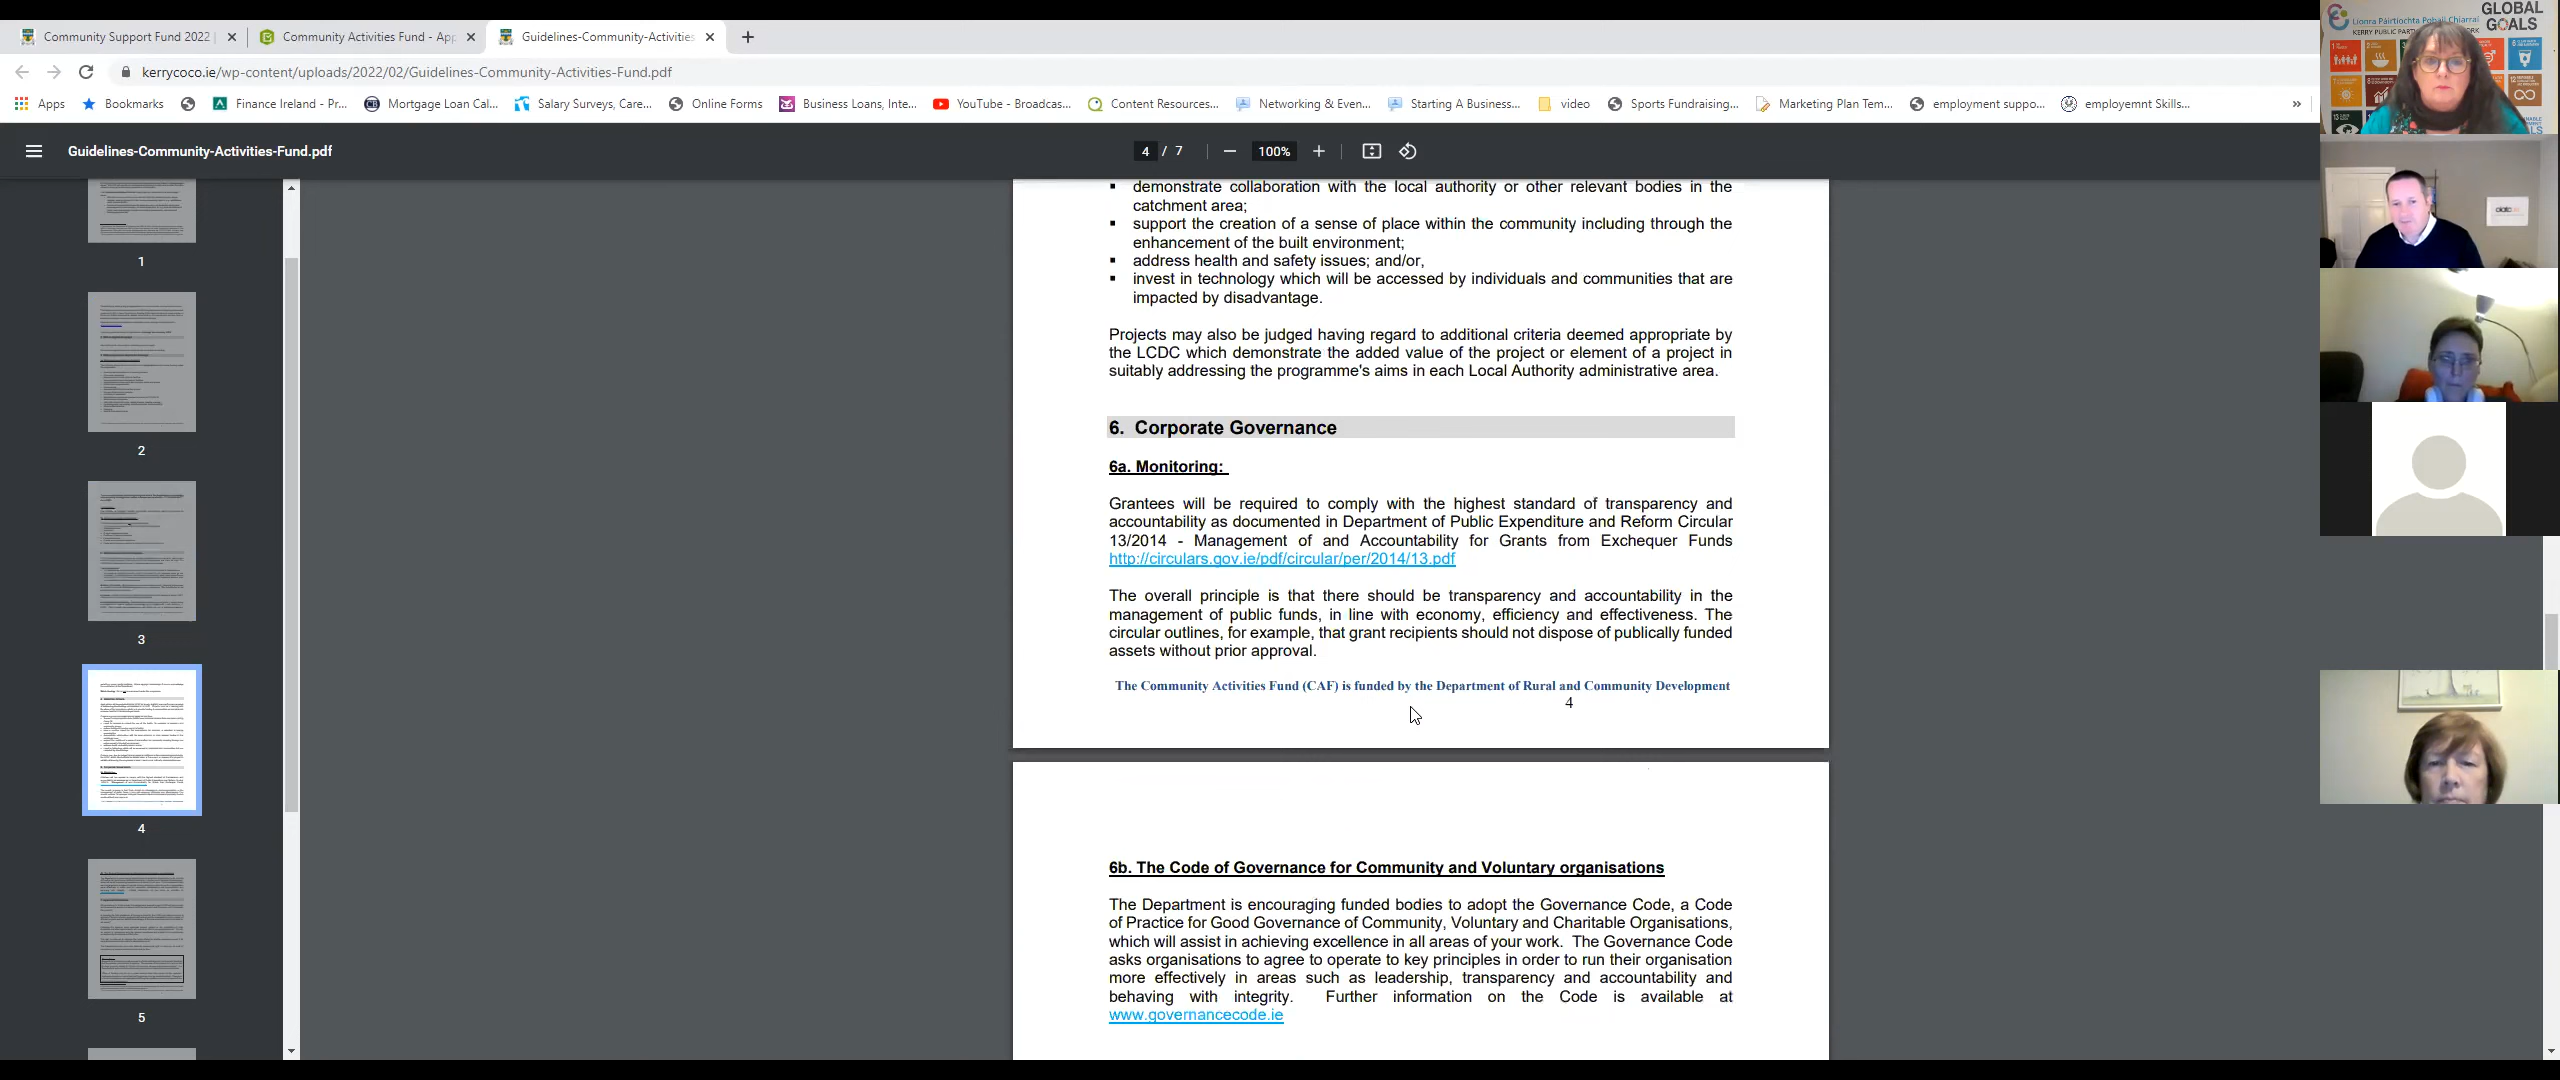 Community Support Fund 2022
Community Activities Fund - App
Guidelines-Community-Activities
kerrycoco.ie/wp-content/uploads/2022/02/Guidelines-Community-Activities-Fund.pdf
Apps
Bookmarks
Finance Ireland - Pr...
Mortgage Loan Cal...
Salary Surveys, Care...
Online Forms
Business Loans, Inte...
YouTube - Broadcas...
Content Resources...
Networking & Even...
Starting A Business...
video
Sports Fundraising...
Marketing Plan Tem...
employment suppo...
employemnt Skills...
»
Guidelines-Community-Activities-Fund.pdf
4 / 7
100%
1
2
3
4
5
demonstrate collaboration with the local authority or other relevant bodies in the
catchment area;
support the creation of a sense of place within the community including through the
enhancement of the built environment;
address health and safety issues; and/or,
invest in technology which will be accessed by individuals and communities that are
impacted by disadvantage.
Projects may also be judged having regard to additional criteria deemed appropriate by
the LCDC which demonstrate the added value of the project or element of a project in
suitably addressing the programme's aims in each Local Authority administrative area.
6. Corporate Governance
6a. Monitoring:
Grantees will be required to comply with the highest standard of transparency and
accountability as documented in Department of Public Expenditure and Reform Circular
13/2014 - Management of and Accountability for Grants from Exchequer Funds
http://circulars.gov.ie/pdf/circular/per/2014/13.pdf
The overall principle is that there should be transparency and accountability in the
management of public funds, in line with economy, efficiency and effectiveness. The
circular outlines, for example, that grant recipients should not dispose of publically funded
assets without prior approval.
The Community Activities Fund (CAF) is funded by the Department of Rural and Community Development
4
6b. The Code of Governance for Community and Voluntary organisations
The Department is encouraging funded bodies to adopt the Governance Code, a Code
of Practice for Good Governance of Community, Voluntary and Charitable Organisations,
which will assist in achieving excellence in all areas of your work. The Governance Code
asks organisations to agree to operate to key principles in order to run their organisation
more effectively in areas such as leadership, transparency and accountability and
behaving with integrity. Further information on the Code is available at
www.governancecode.ie
Líonra Páirtíochta Pobail Chiarraí
KERRY PUBLIC
GLOBAL
GOALS